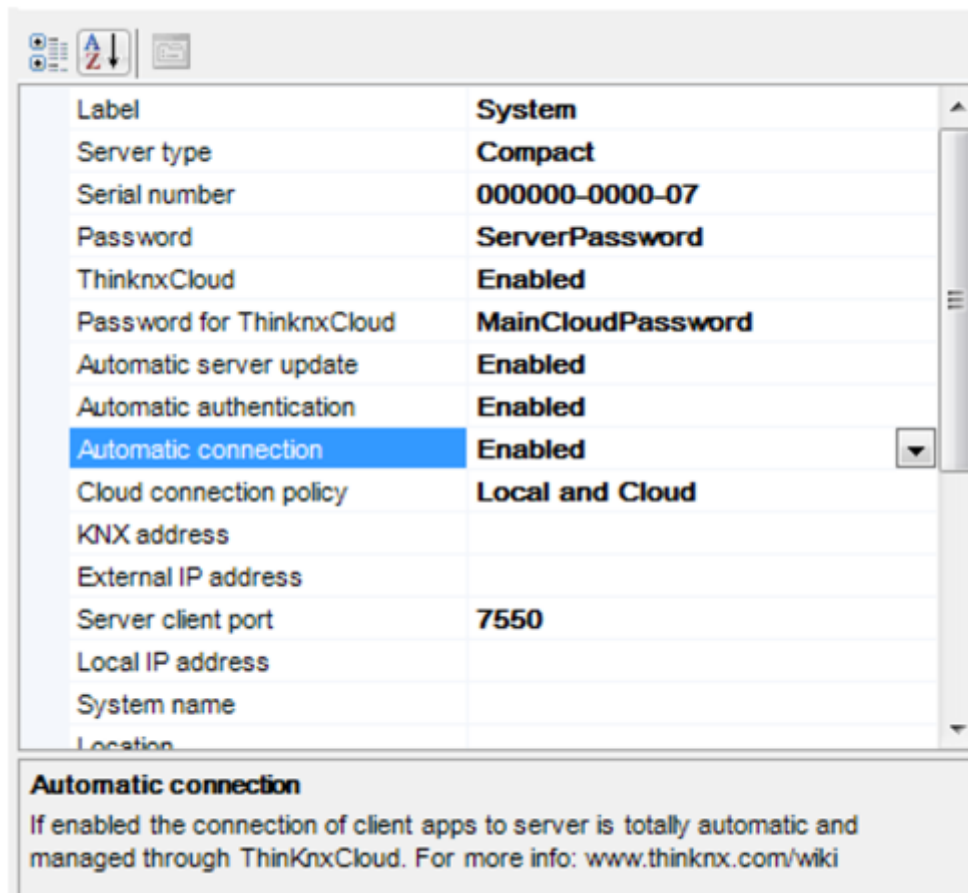 Label System
Server type Compact
Serial number 000000-0000-07
Password ServerPassword
ThinknxCloud Enabled
Password for ThinknxCloud MainCloudPassword
Automatic server update Enabled
Automatic authentication Enabled
Automatic connection Enabled
Cloud connection policy Local and Cloud
KNX address
External IP address
Server client port 7550
Local IP address
System name
Location
Automatic connection
If enabled the connection of client apps to server is totally automatic and
managed through ThinKnxCloud. For more info: www.thinknx.com/wiki